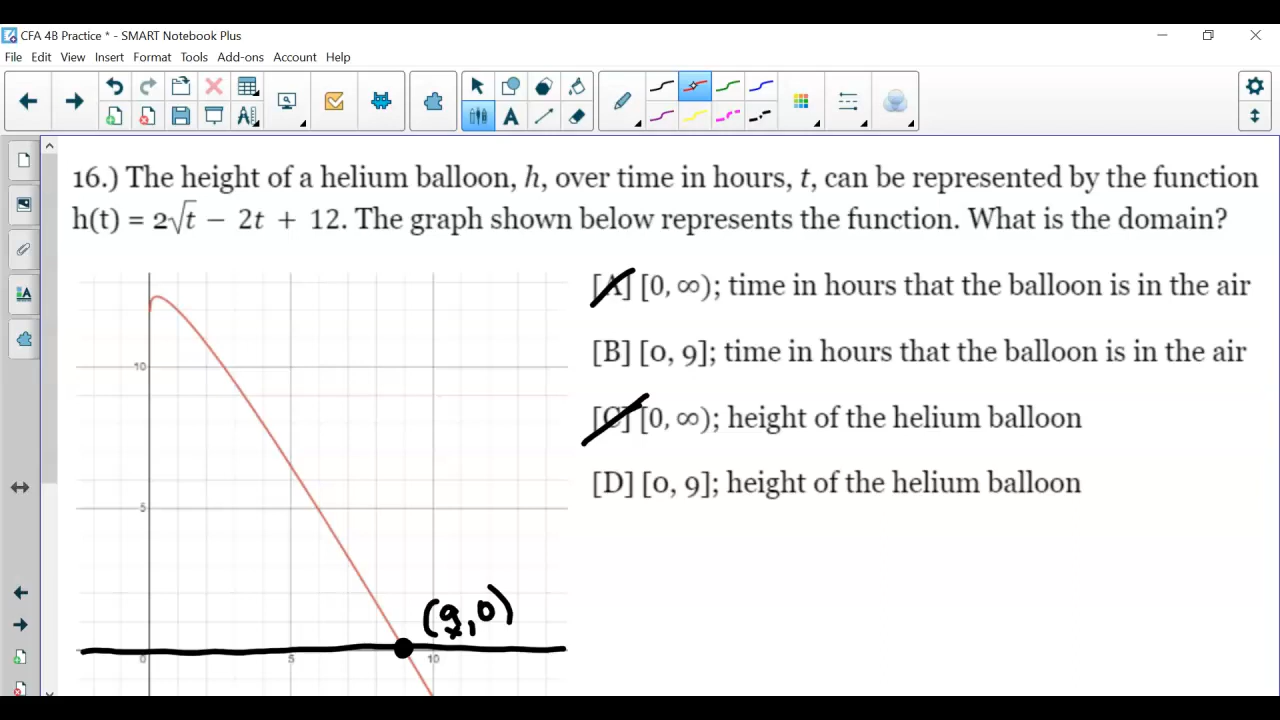 CFA 4B Practice * - SMART Notebook Plus
File Edit View Insert Format Tools Add-ons Account Help
16.) The height of a helium balloon, h, over time in hours, t, can be represented by the function
h(t) = 2√t − 2t + 12. The graph shown below represents the function. What is the domain?
[A] [0, ∞); time in hours that the balloon is in the air
[B] [0, 9]; time in hours that the balloon is in the air
[C] [0, ∞); height of the helium balloon
[D] [0, 9]; height of the helium balloon
10
5
(9,0)
0 5 10